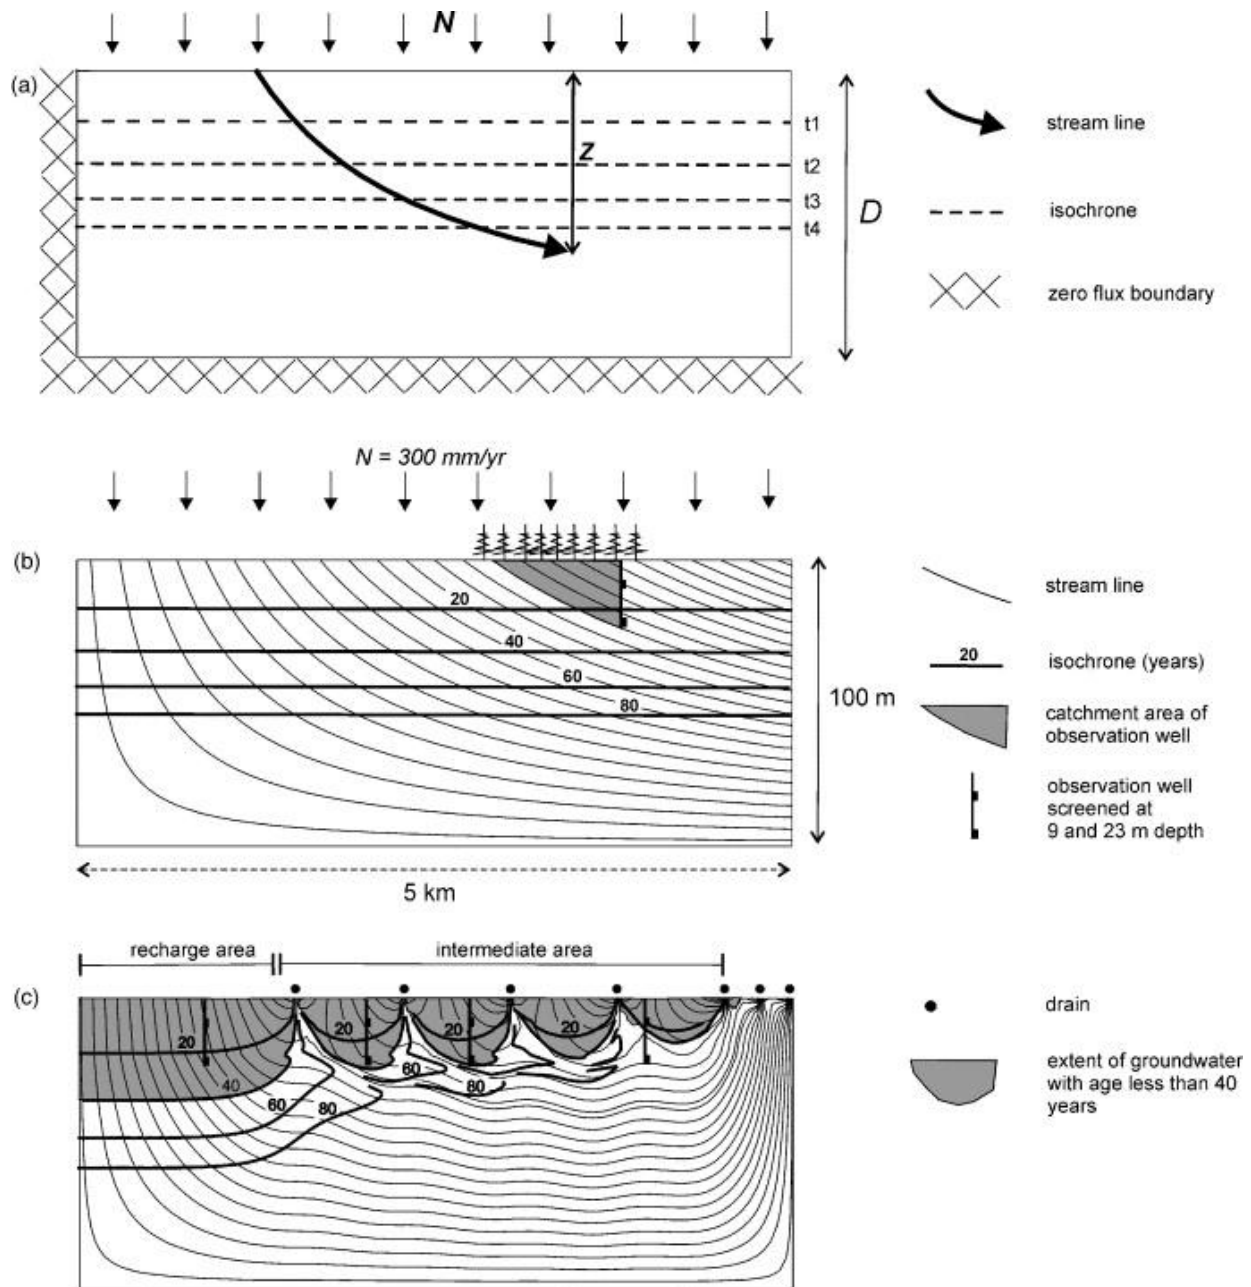 N
(a)
t1
t2
z
t3
t4
D
stream line
isochrone
zero flux boundary
N = 300 mm/yr
(b)
20
40
60
80
100 m
5 km
stream line
20
isochrone (years)
catchment area of
observation well
observation well
screened at
9 and 23 m depth
recharge area
intermediate area
(c)
20
20
20
20
40
60
80
60
80
drain
extent of groundwater
with age less than 40
years